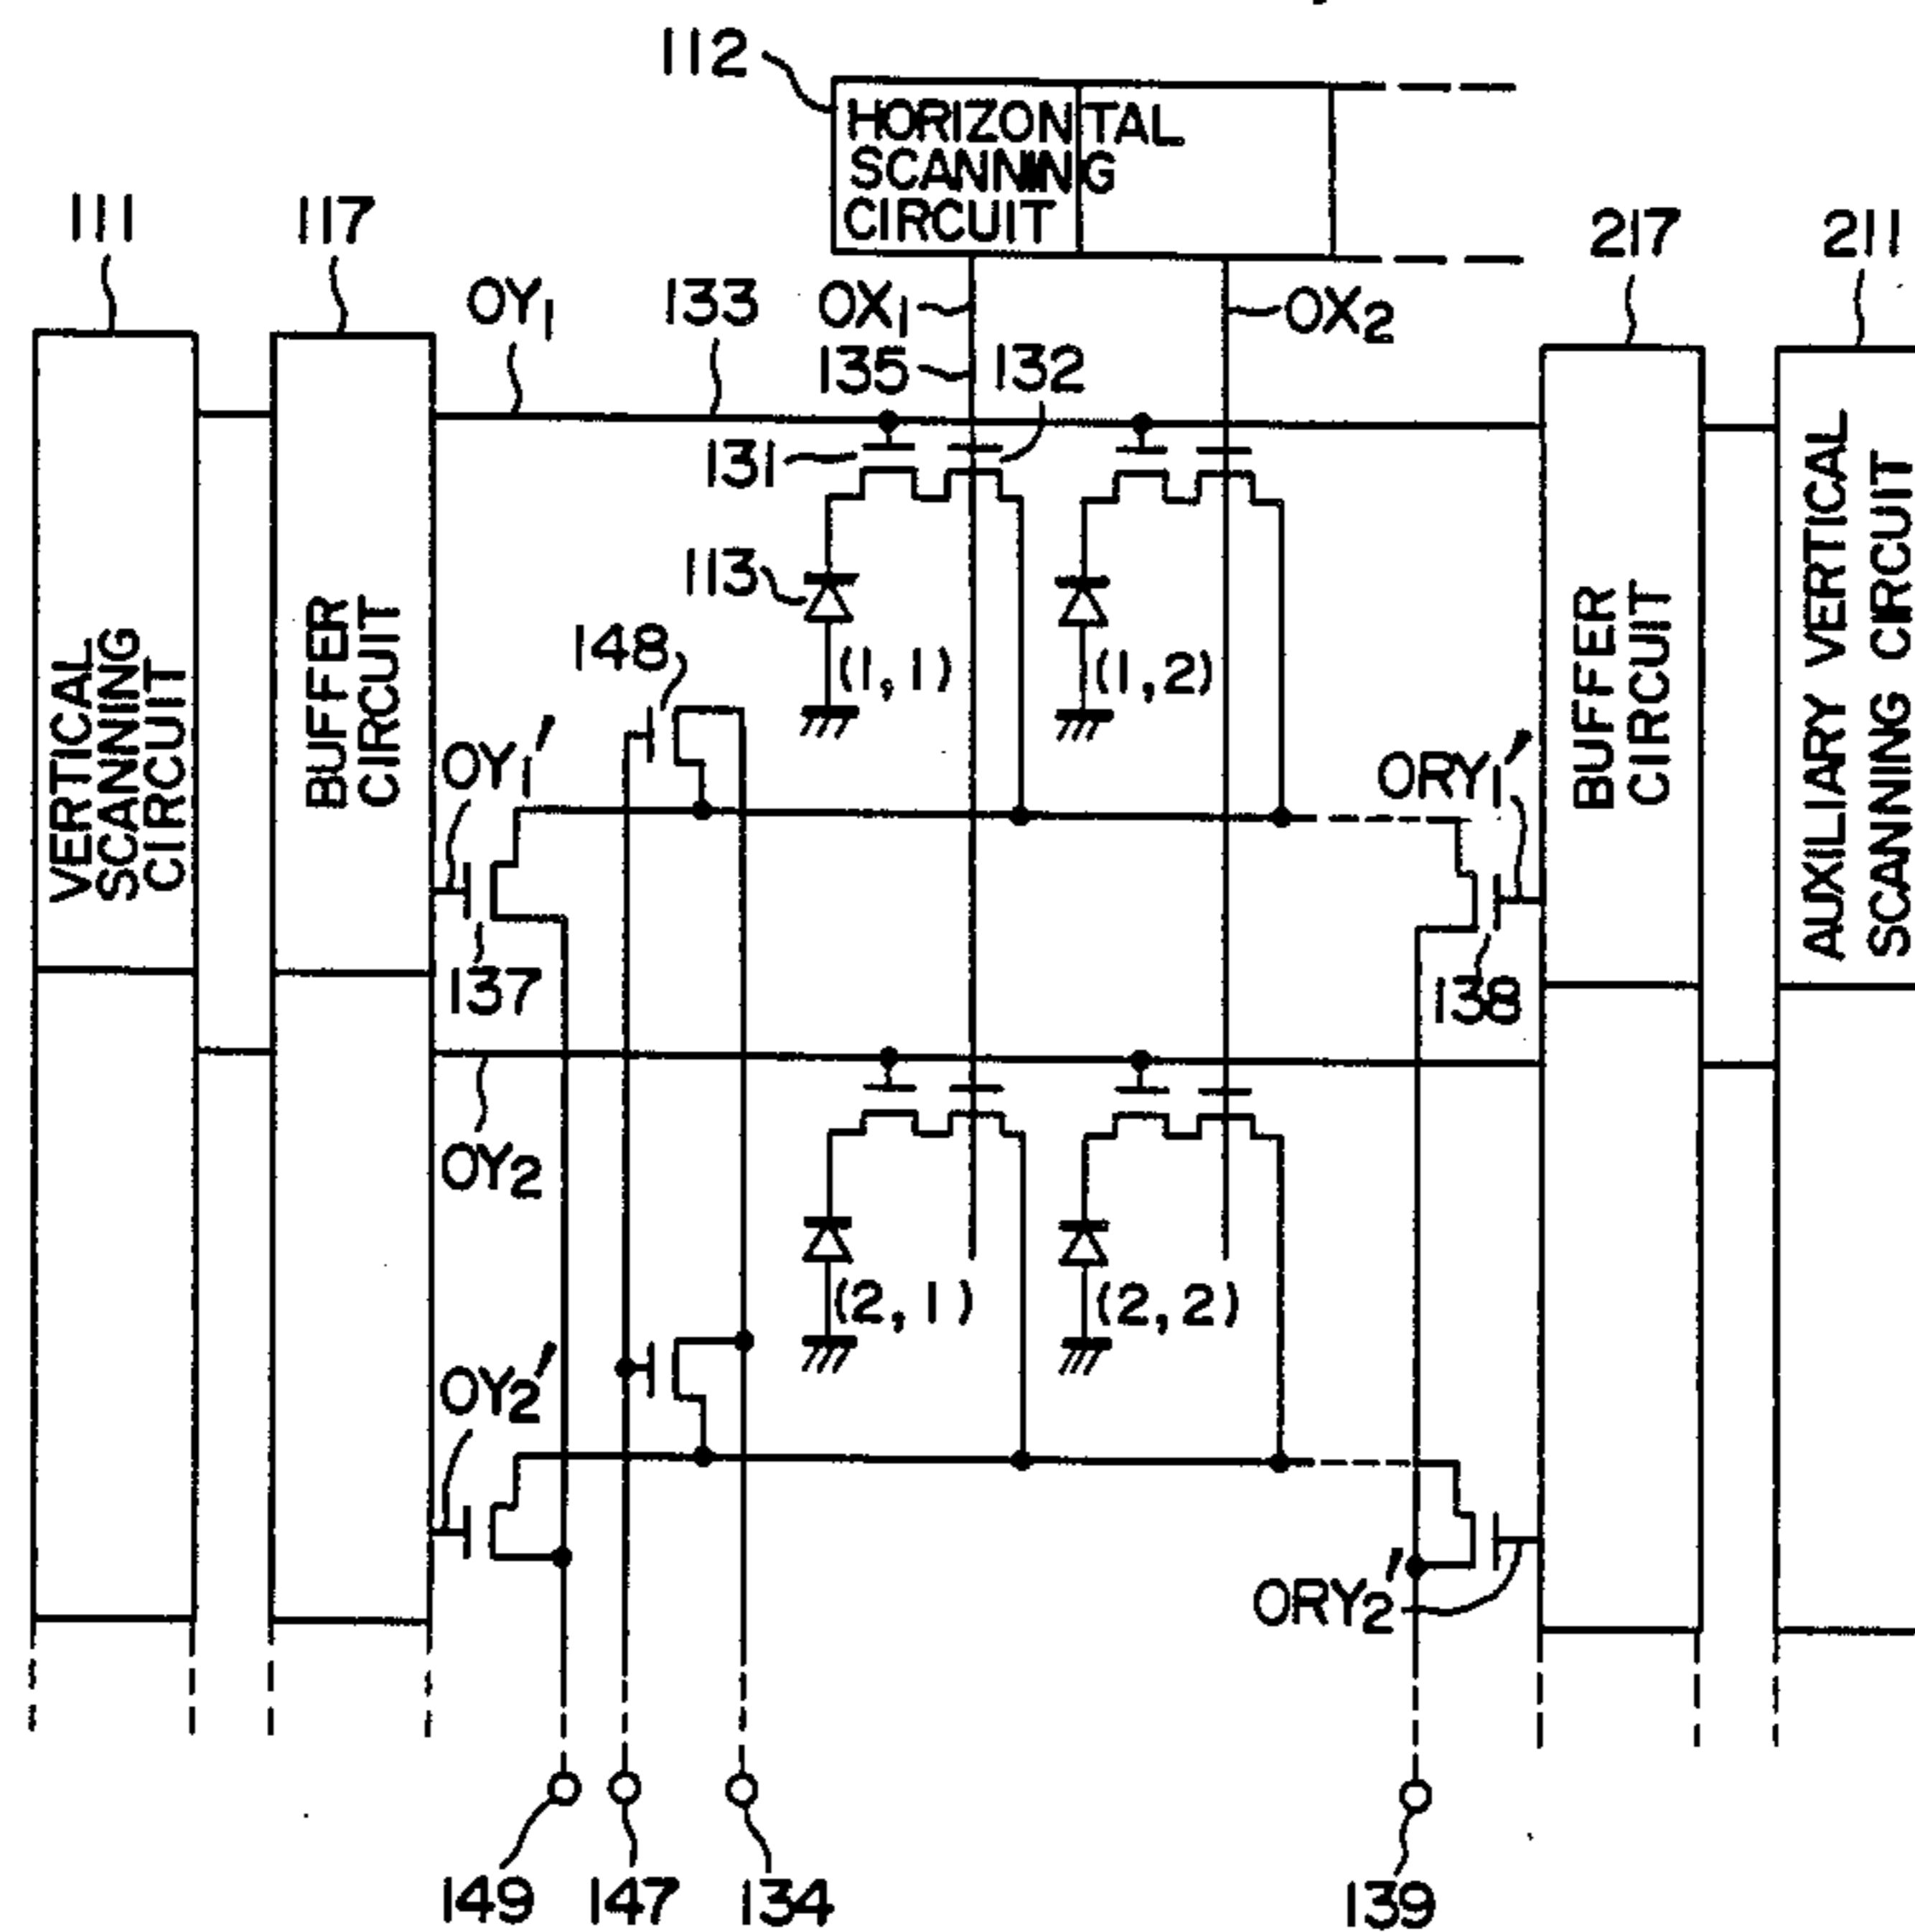 112
HORIZONTAL
SCANNING
CIRCUIT
111
117
OY1
133
OX1
OX2
217
211
135
132
131
113
(1,1)
(1,2)
148
VERTICAL
SCANNING
CIRCUIT
BUFFER
CIRCUIT
OY1'
ORY1'
BUFFER
CIRCUIT
AUXILIARY VERTICAL
SCANNING CIRCUIT
137
138
OY2
(2,1)
(2,2)
OY2'
ORY2'
149
147
134
139